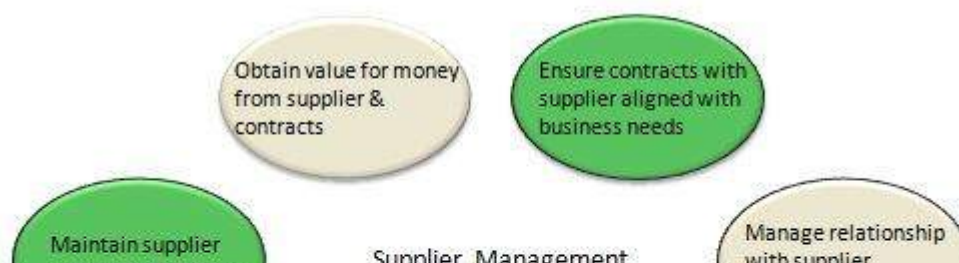 Obtain value for money
from supplier &
contracts
Ensure contracts with
supplier aligned with
business needs
Maintain supplier
Supplier Management
Manage relationship
with supplier